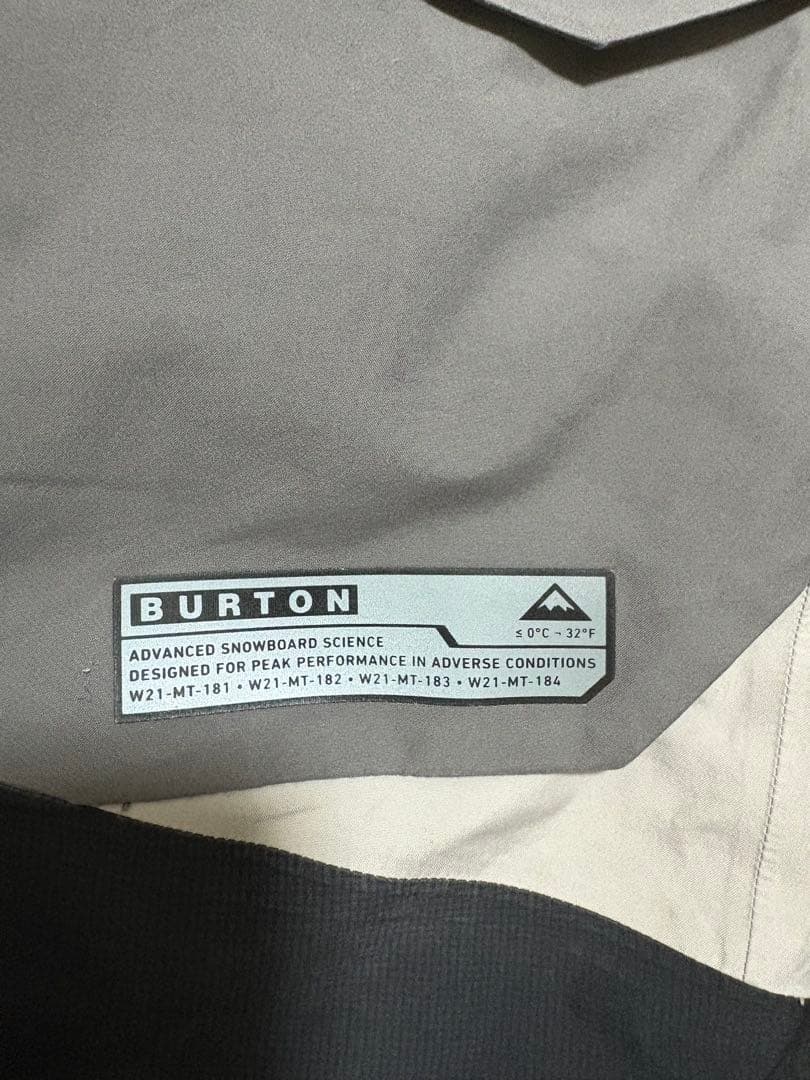 BURTON
≤ 0°C ¬ 32°F
ADVANCED SNOWBOARD SCIENCE
DESIGNED FOR PEAK PERFORMANCE IN ADVERSE CONDITIONS
W21-MT-181 • W21-MT-182 • W21-MT-183 • W21-MT-184